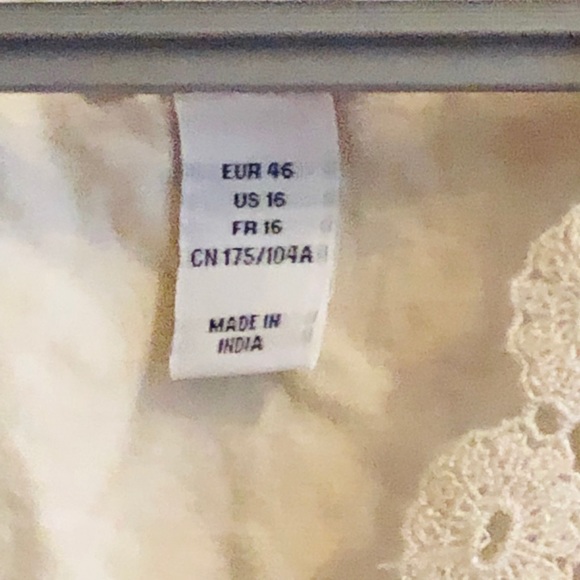 EUR 46
US 16
FR 16
CN 175/104A
MADE IN
INDIA